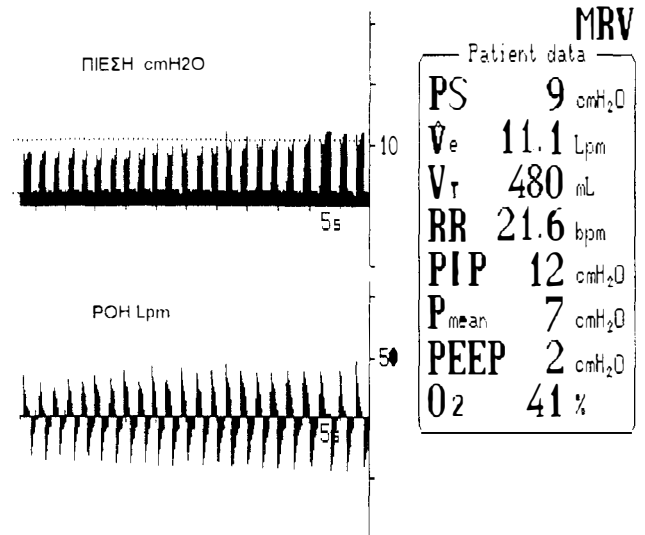 ΠΙΕΣΗ cmH2O
10
5s
ΡΟΗ Lpm
50
5s
MRV
Patient data
PS 9 cmH₂O
V̂e 11.1 Lpm
VT 480 mL
RR 21.6 bpm
PIP 12 cmH₂O
Pmean 7 cmH₂O
PEEP 2 cmH₂O
O2 41 %